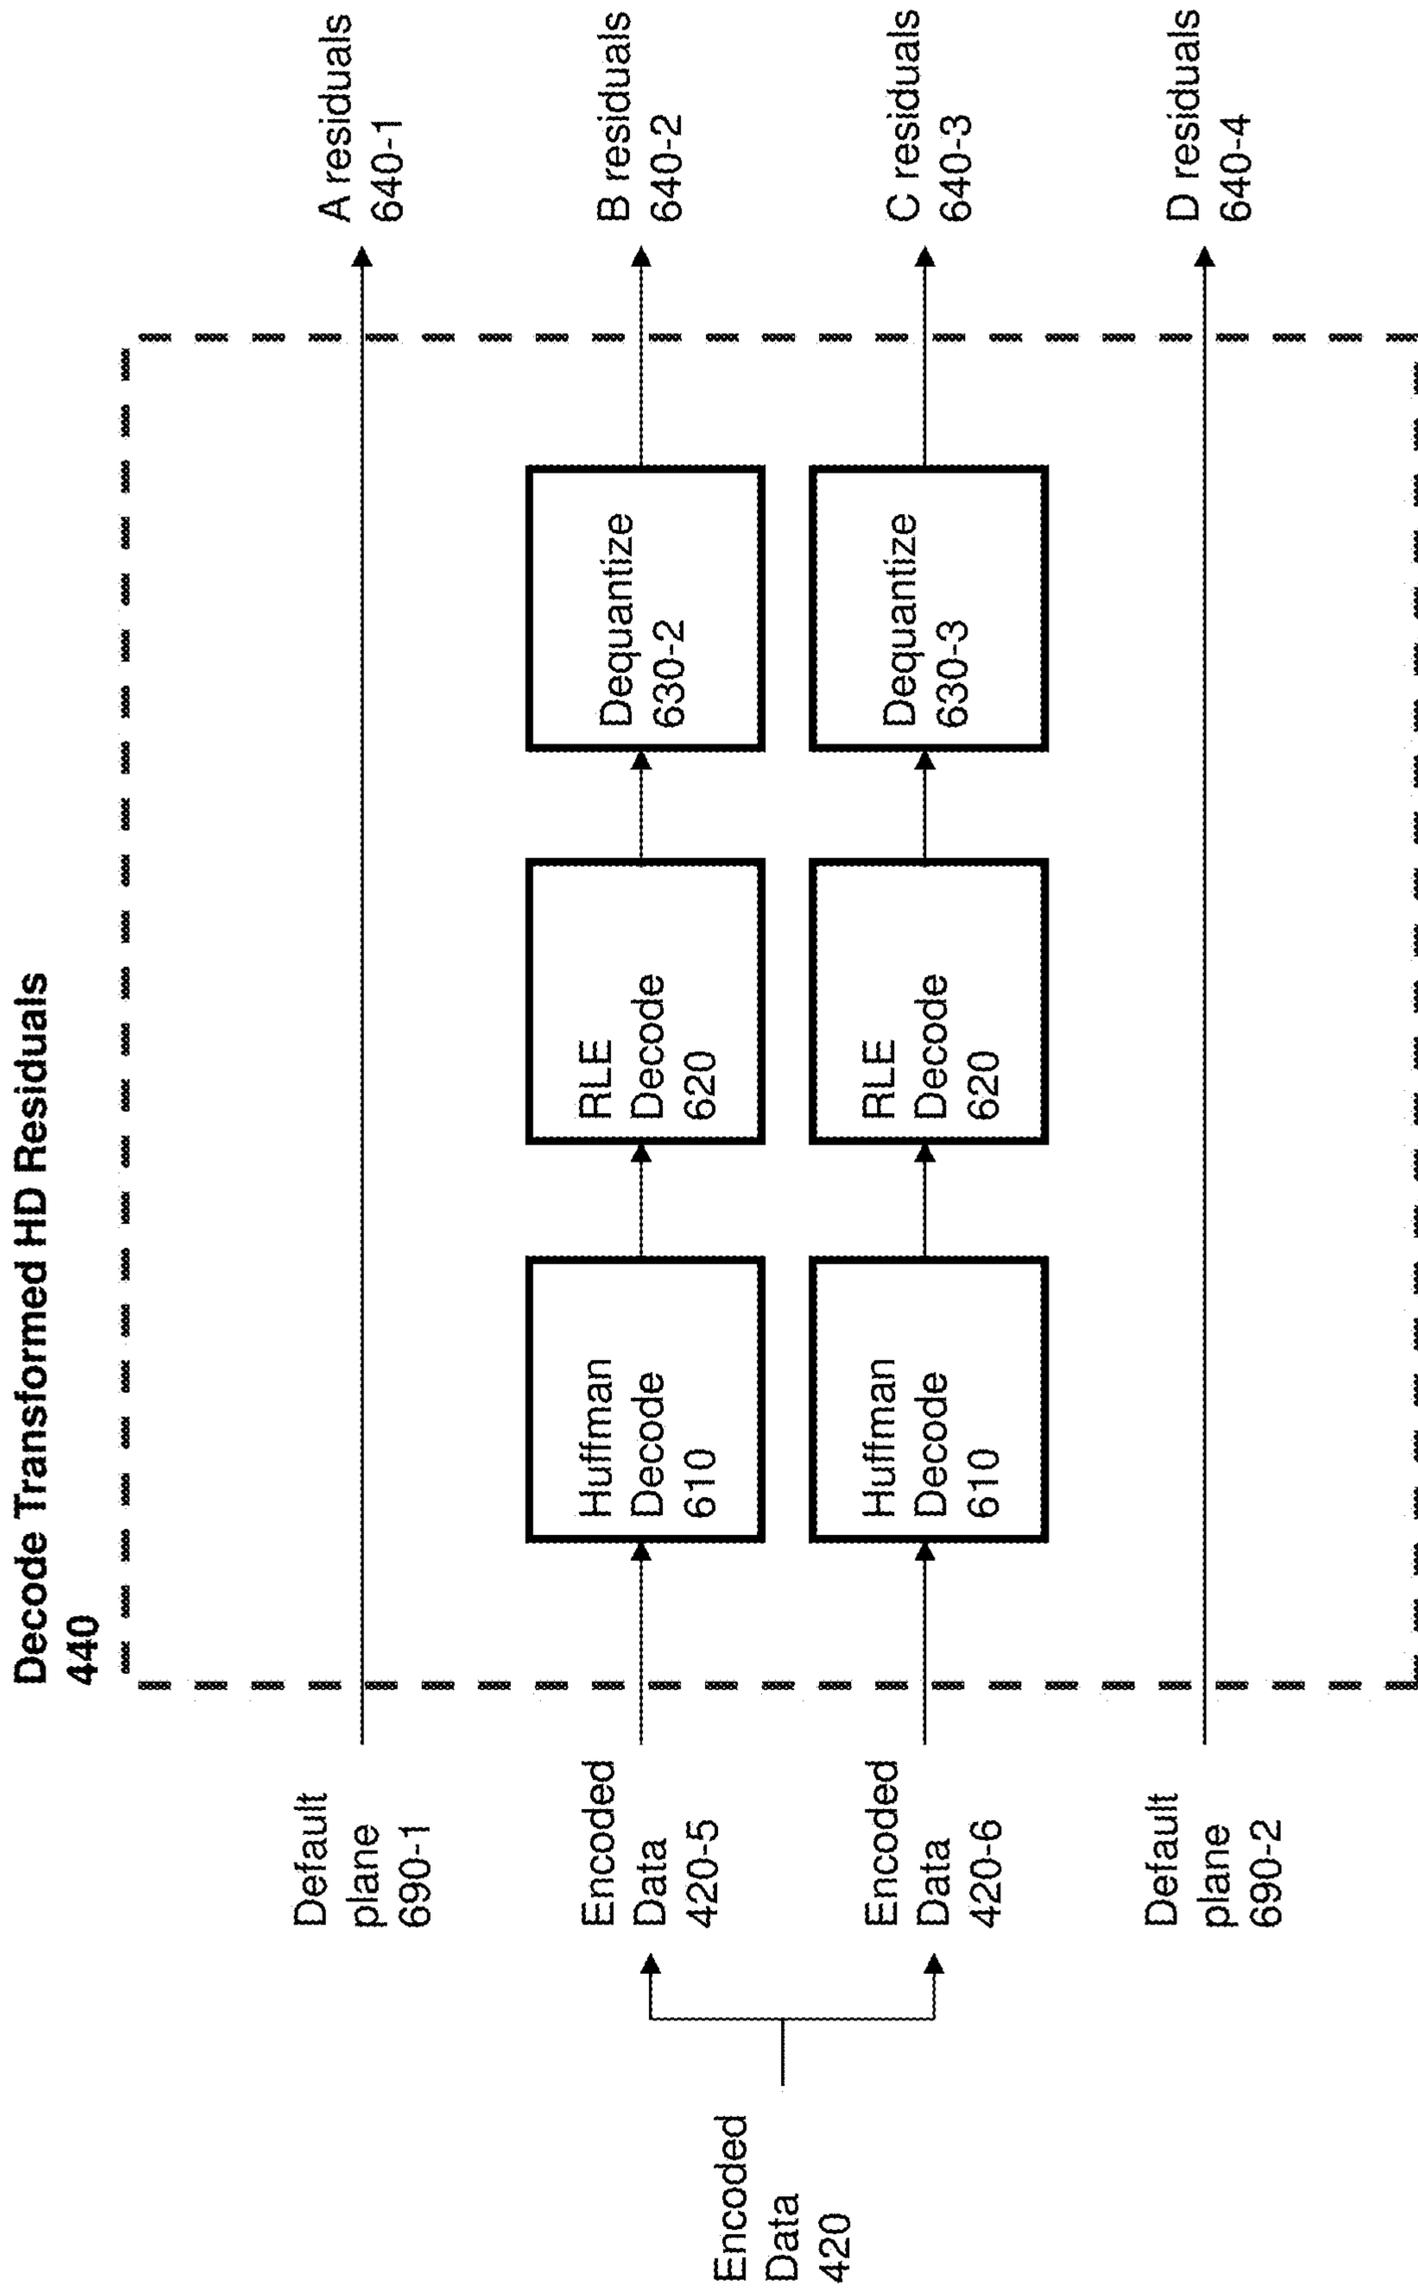 Decode Transformed HD Residuals
440
Default
plane
690-1
A residuals
640-1
Encoded
Data
420
Encoded
Data
420-5
Huffman
Decode
610
RLE
Decode
620
Dequantize
630-2
B residuals
640-2
Encoded
Data
420-6
Huffman
Decode
610
RLE
Decode
620
Dequantize
630-3
C residuals
640-3
Default
plane
690-2
D residuals
640-4